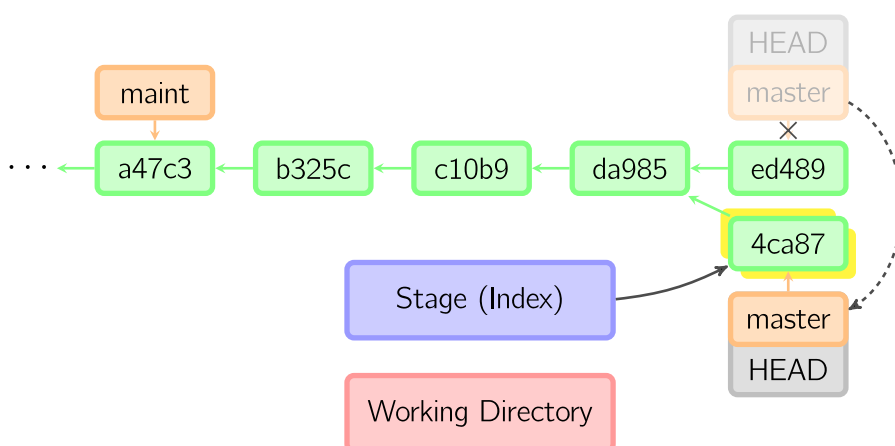 HEAD
maint
master
...
a47c3
b325c
c10b9
da985
ed489
4ca87
Stage (Index)
master
HEAD
Working Directory